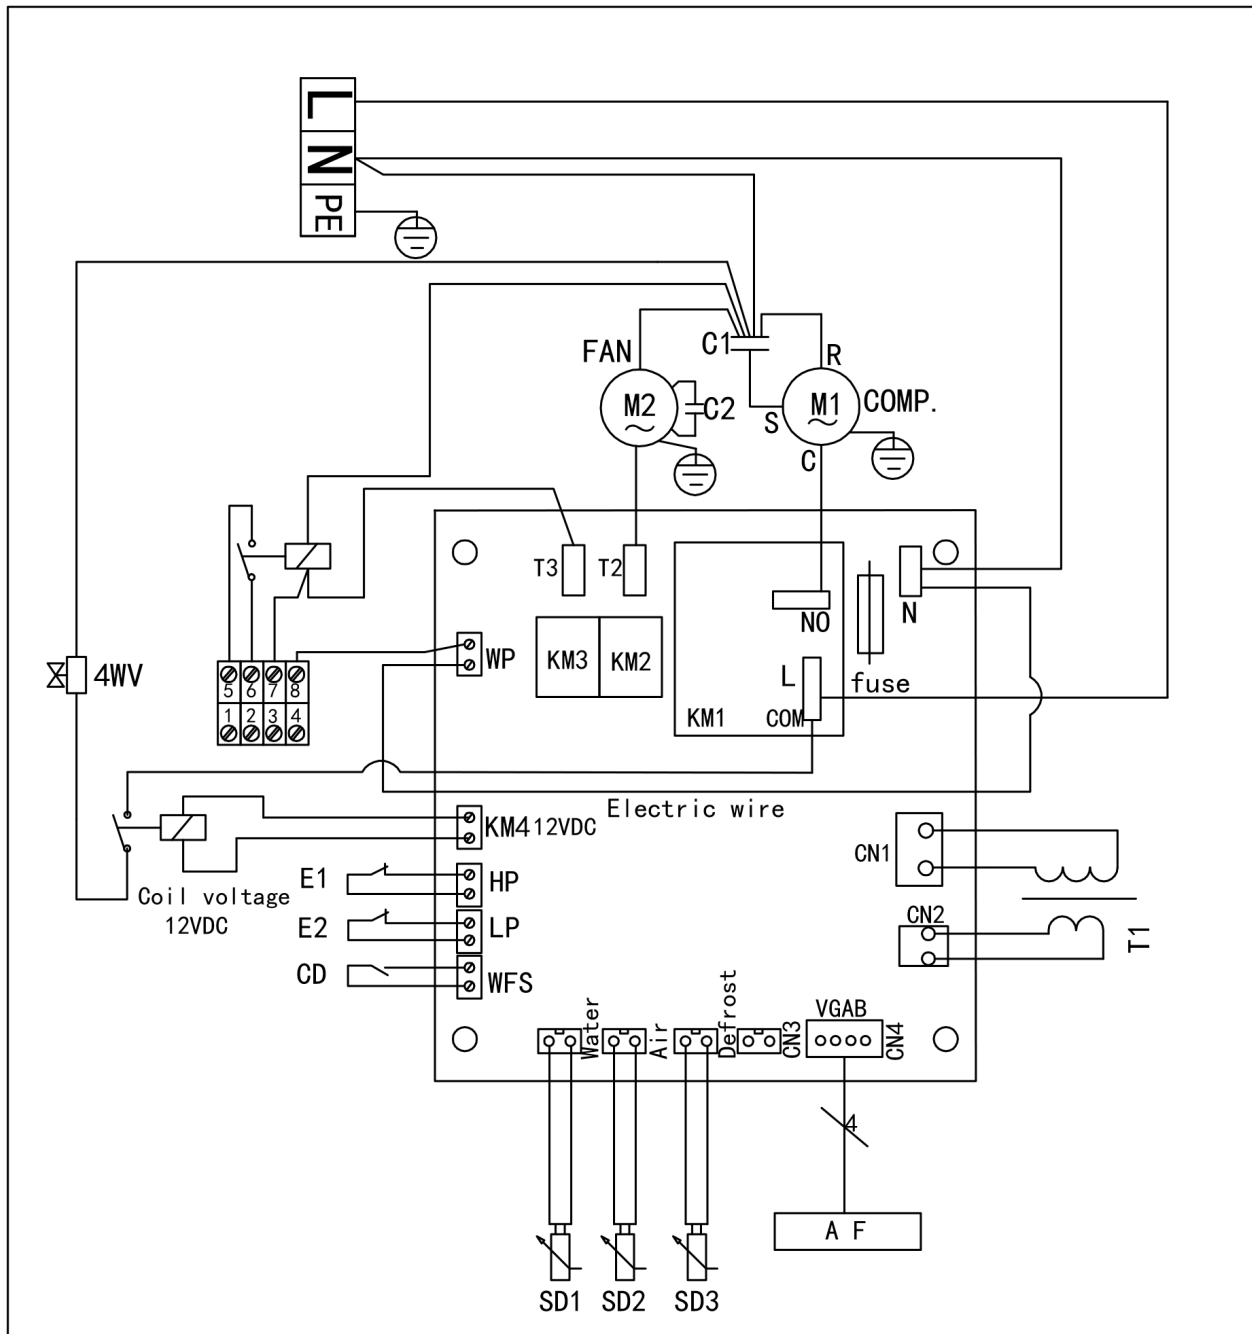 L
N
PE
C1
FAN
R
M2
C2
M1
COMP.
S
C
T3
T2
NO
N
WP
KM3
KM2
L
fuse
4WV
5 6 7 8
1 2 3 4
KM1
COM
Electric wire
KM4 12VDC
CN1
E1
HP
Coil voltage
12VDC
CN2
E2
LP
T1
CD
WFS
Water
Air
Defrost
CN3
VGAB
CN4
4
A F
SD1
SD2
SD3